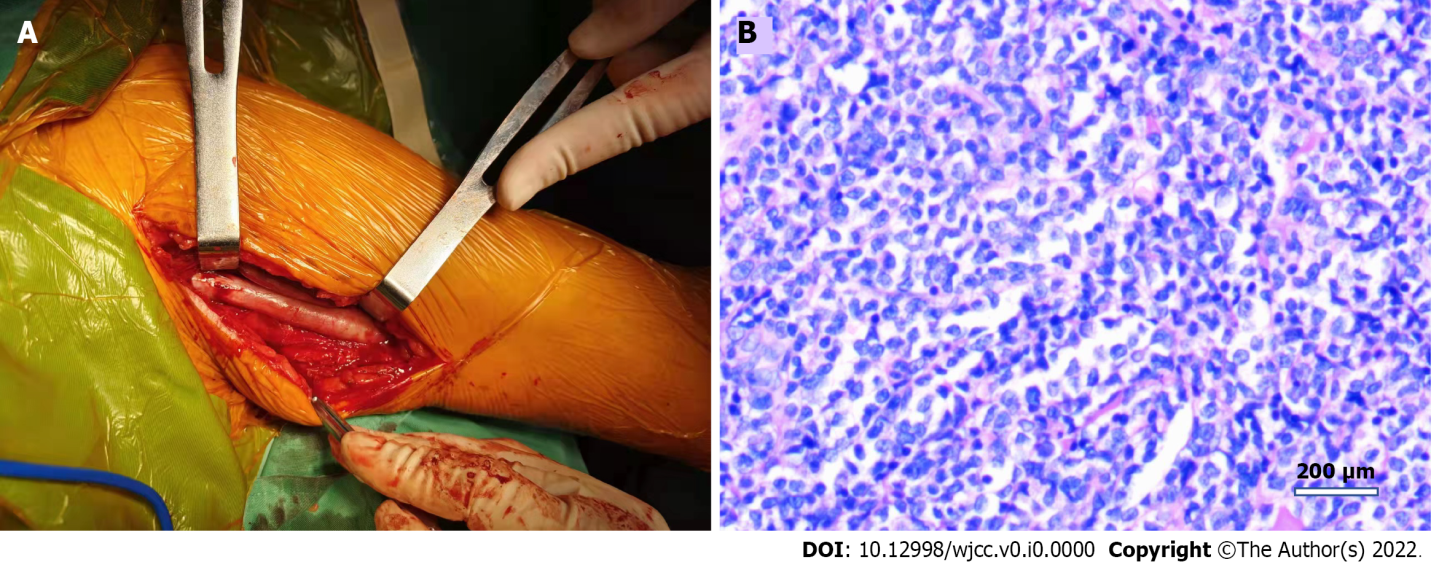 A
B
200 µm
DOI: 10.12998/wjcc.v0.i0.0000 Copyright ©The Author(s) 2022.